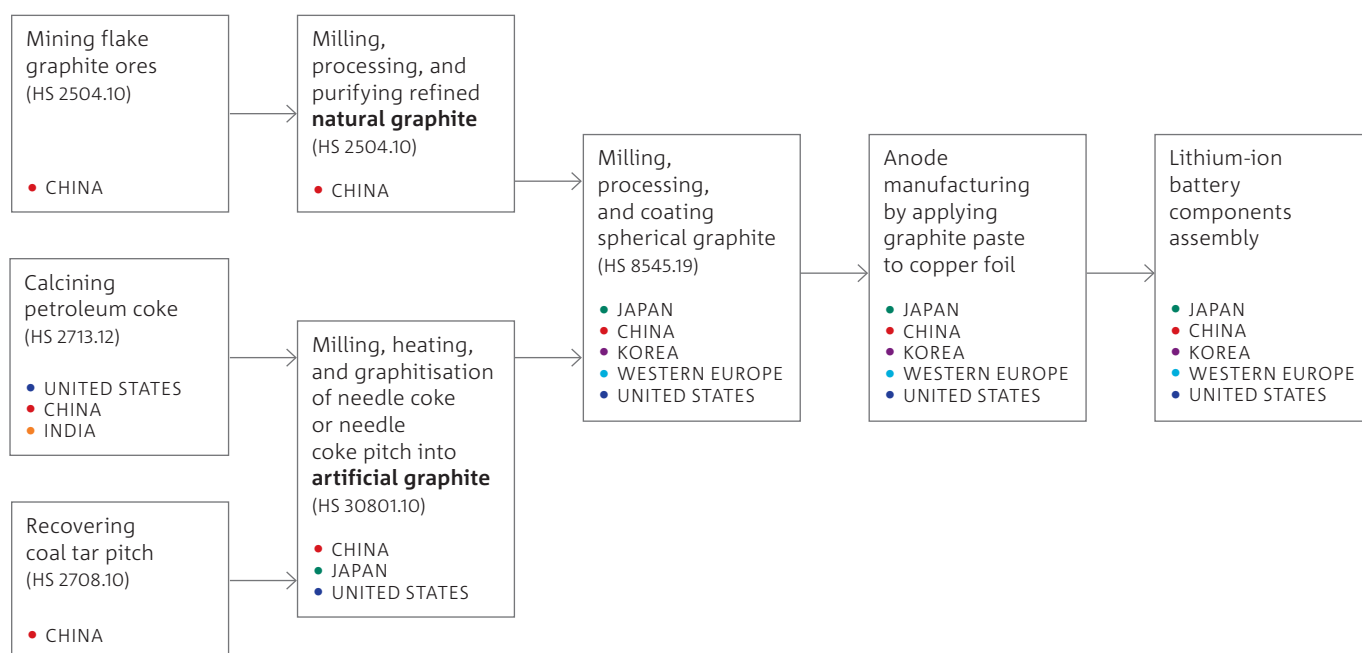 Mining flake
graphite ores
(HS 2504.10)
• CHINA
Milling,
processing, and
purifying refined
natural graphite
(HS 2504.10)
• CHINA
Calcining
petroleum coke
(HS 2713.12)
• UNITED STATES
• CHINA
• INDIA
Recovering
coal tar pitch
(HS 2708.10)
• CHINA
Milling, heating,
and graphitisation
of needle coke
or needle
coke pitch into
artificial graphite
(HS 30801.10)
• CHINA
• JAPAN
• UNITED STATES
Milling,
processing,
and coating
spherical graphite
(HS 8545.19)
• JAPAN
• CHINA
• KOREA
• WESTERN EUROPE
• UNITED STATES
Anode
manufacturing
by applying
graphite paste
to copper foil
• JAPAN
• CHINA
• KOREA
• WESTERN EUROPE
• UNITED STATES
Lithium-ion
battery
components
assembly
• JAPAN
• CHINA
• KOREA
• WESTERN EUROPE
• UNITED STATES